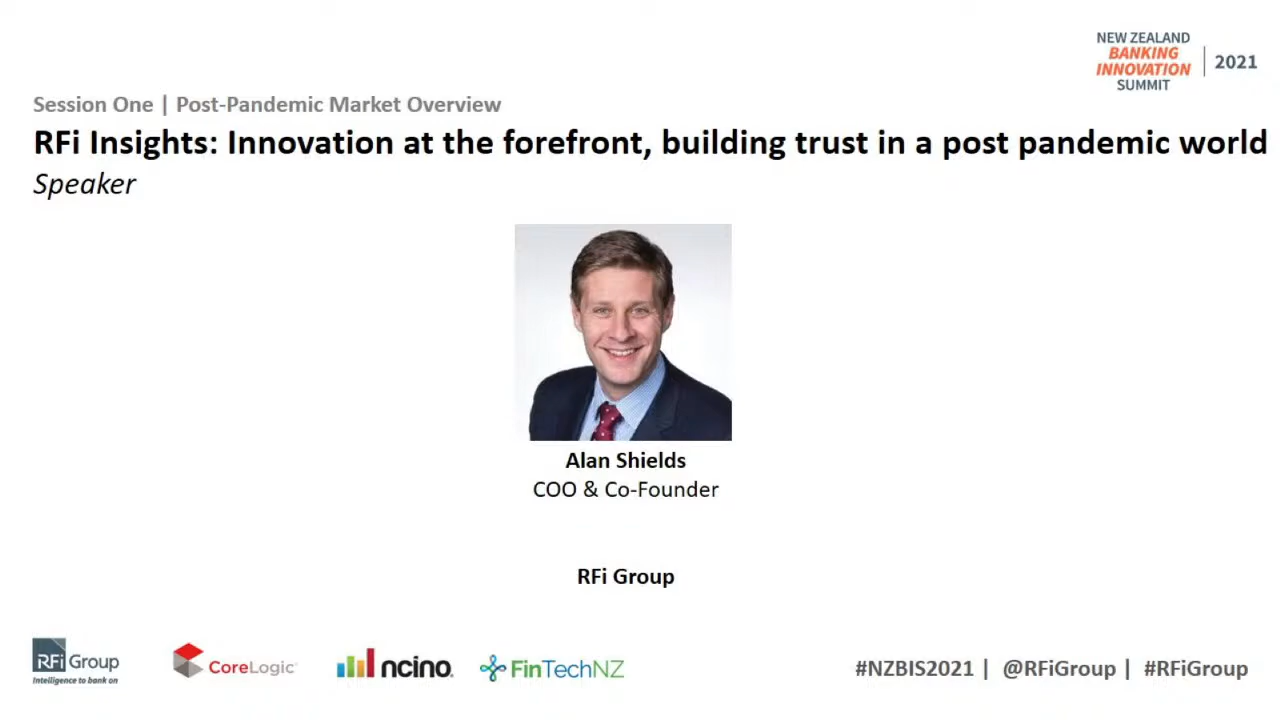 NEW ZEALAND
BANKING
INNOVATION
SUMMIT
2021
Session One | Post-Pandemic Market Overview
RFi Insights: Innovation at the forefront, building trust in a post pandemic world
Speaker
Alan Shields
COO & Co-Founder
RFi Group
RFi Group
Intelligence to bank on
CoreLogic
ncino.
FinTechNZ
#NZBIS2021 | @RFiGroup | #RFiGroup